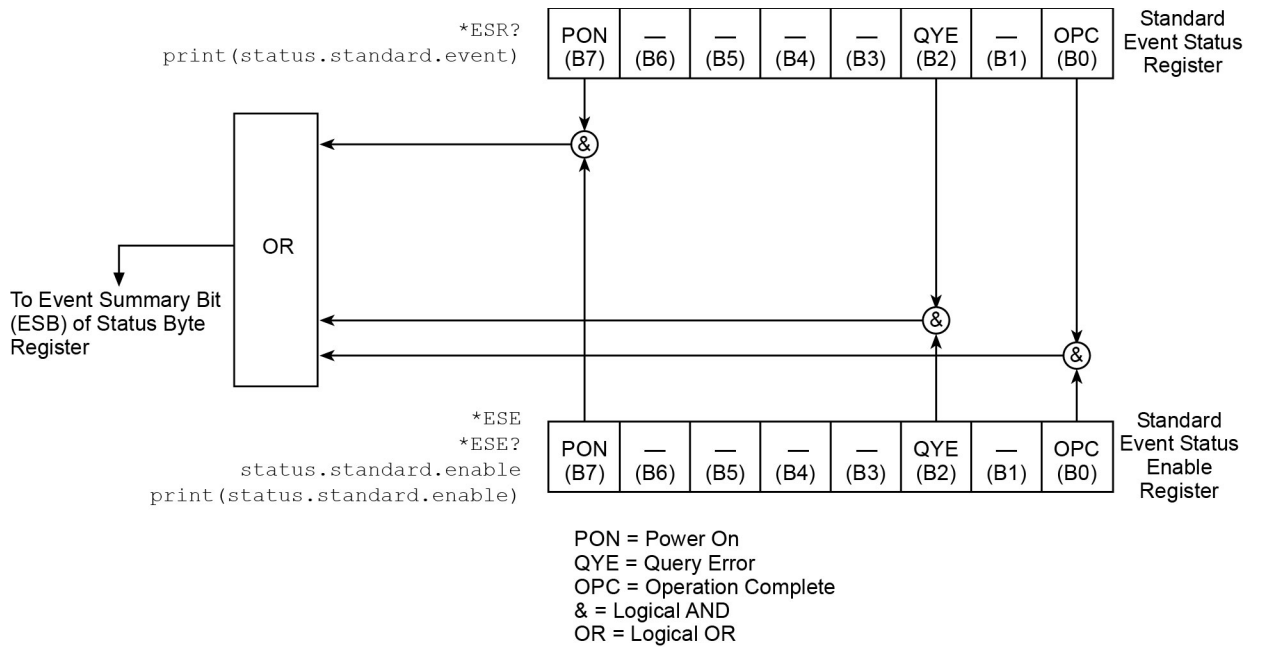 *ESR?
print(status.standard.event)
PON — — — — QYE — OPC
(B7) (B6) (B5) (B4) (B3) (B2) (B1) (B0)
Standard
Event Status
Register
&
OR
To Event Summary Bit
(ESB) of Status Byte
Register
&
&
*ESE
*ESE?
status.standard.enable
print(status.standard.enable)
PON — — — — QYE — OPC
(B7) (B6) (B5) (B4) (B3) (B2) (B1) (B0)
Standard
Event Status
Enable
Register
PON = Power On
QYE = Query Error
OPC = Operation Complete
& = Logical AND
OR = Logical OR